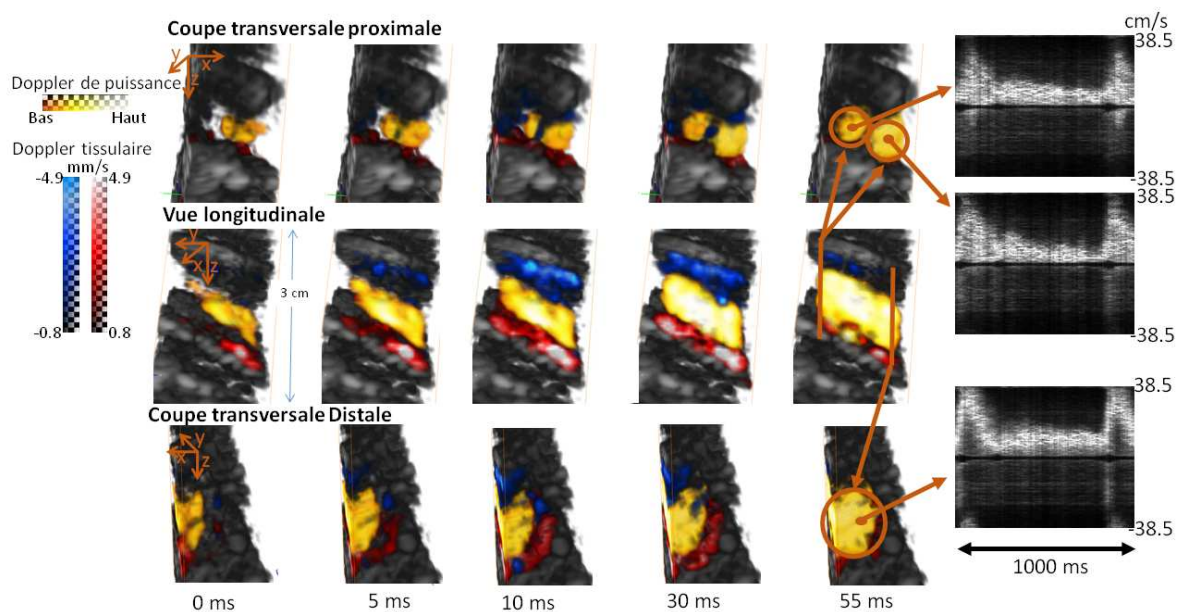 Coupe transversale proximale
y
x
z
Doppler de puissance
Bas Haut
Doppler tissulaire
mm/s
-4.9 4.9
-0.8 0.8
Vue longitudinale
y
x
z
3 cm
Coupe transversale Distale
y
x
z
0 ms 5 ms 10 ms 30 ms 55 ms
cm/s
38.5
-38.5
38.5
-38.5
38.5
-38.5
1000 ms